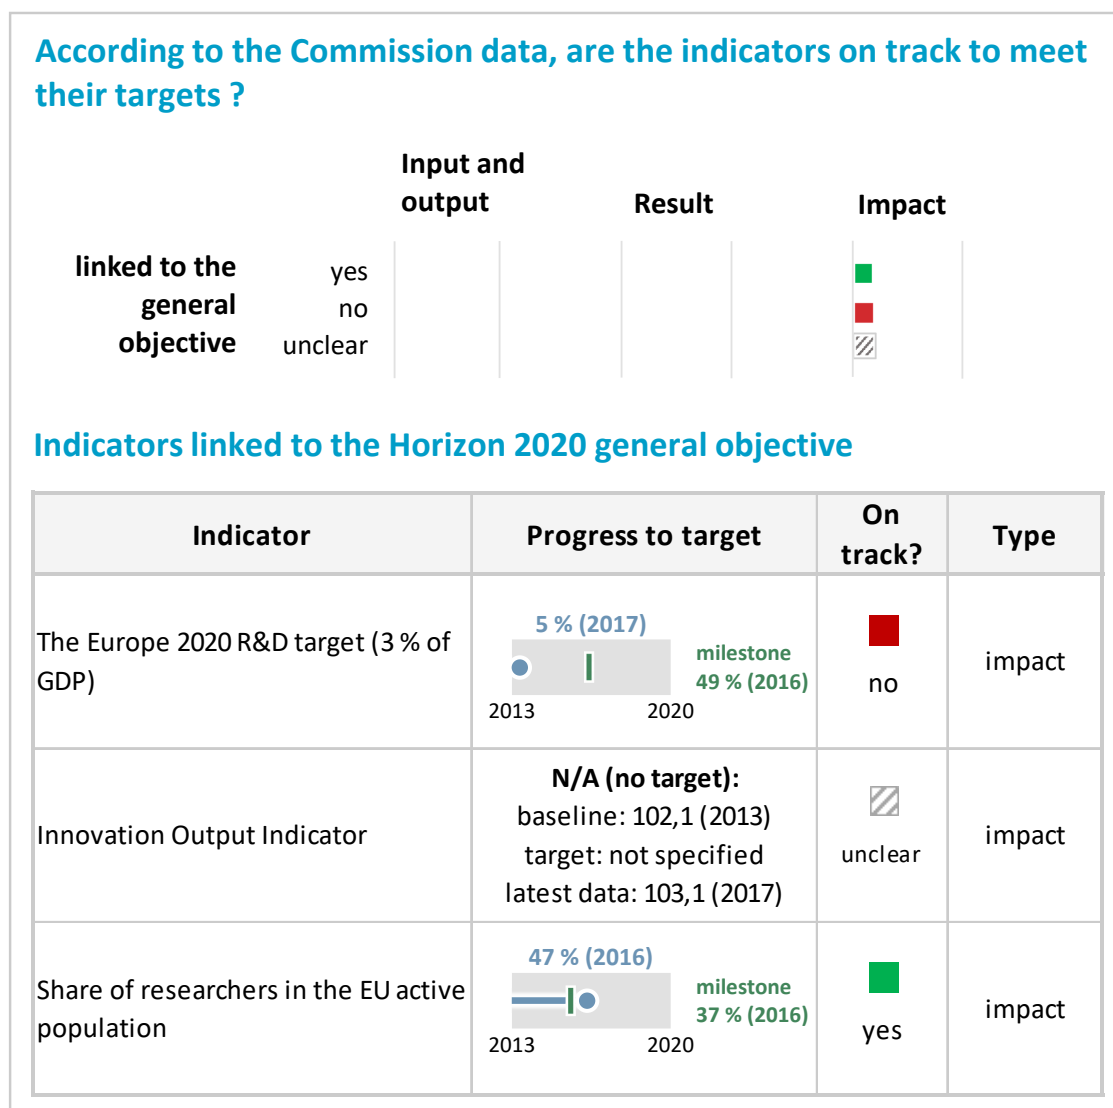 According to the Commission data, are the indicators on track to meet
their targets ?
Input and
output
Result
Impact
linked to the
general
objective
yes
no
unclear
Indicators linked to the Horizon 2020 general objective
Indicator
Progress to target
On
track?
Type
The Europe 2020 R&D target (3 % of
GDP)
5 % (2017)
milestone
49 % (2016)
2013
2020
no
impact
Innovation Output Indicator
N/A (no target):
baseline: 102,1 (2013)
target: not specified
latest data: 103,1 (2017)
unclear
impact
Share of researchers in the EU active
population
47 % (2016)
milestone
37 % (2016)
2013
2020
yes
impact